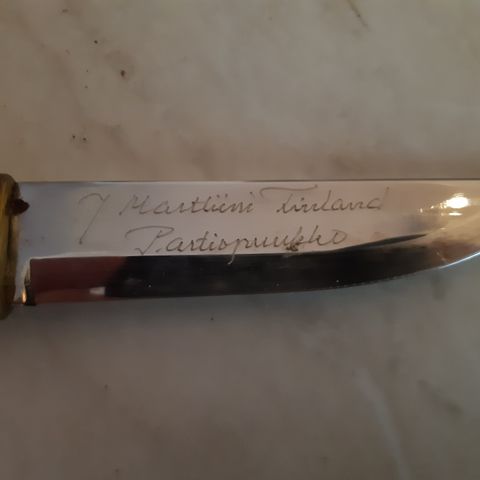 J Marttiini Finland
Partiopuukko